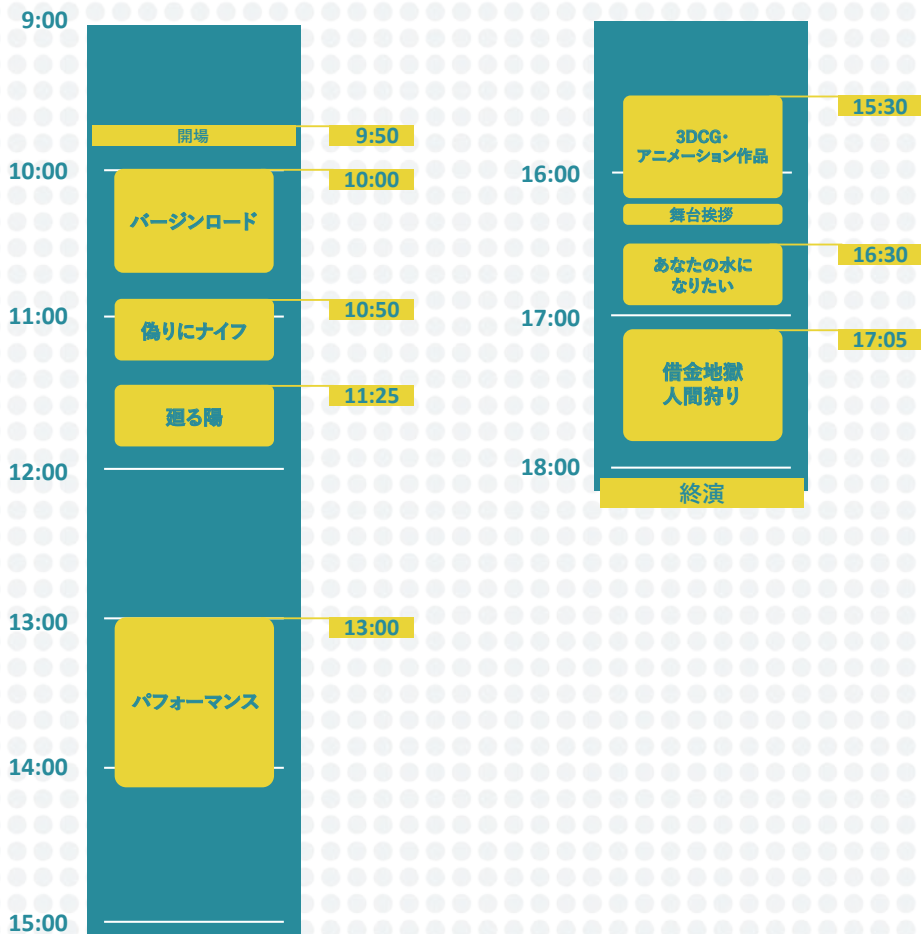 9:00
開場
9:50
10:00
10:00
バージンロード
11:00
10:50
偽りにナイフ
11:25
廻る陽
12:00
13:00
13:00
パフォーマンス
14:00
15:00
15:30
3DCG・
アニメーション作品
16:00
舞台挨拶
16:30
あなたの水に
なりたい
17:00
17:05
借金地獄
人間狩り
18:00
終演